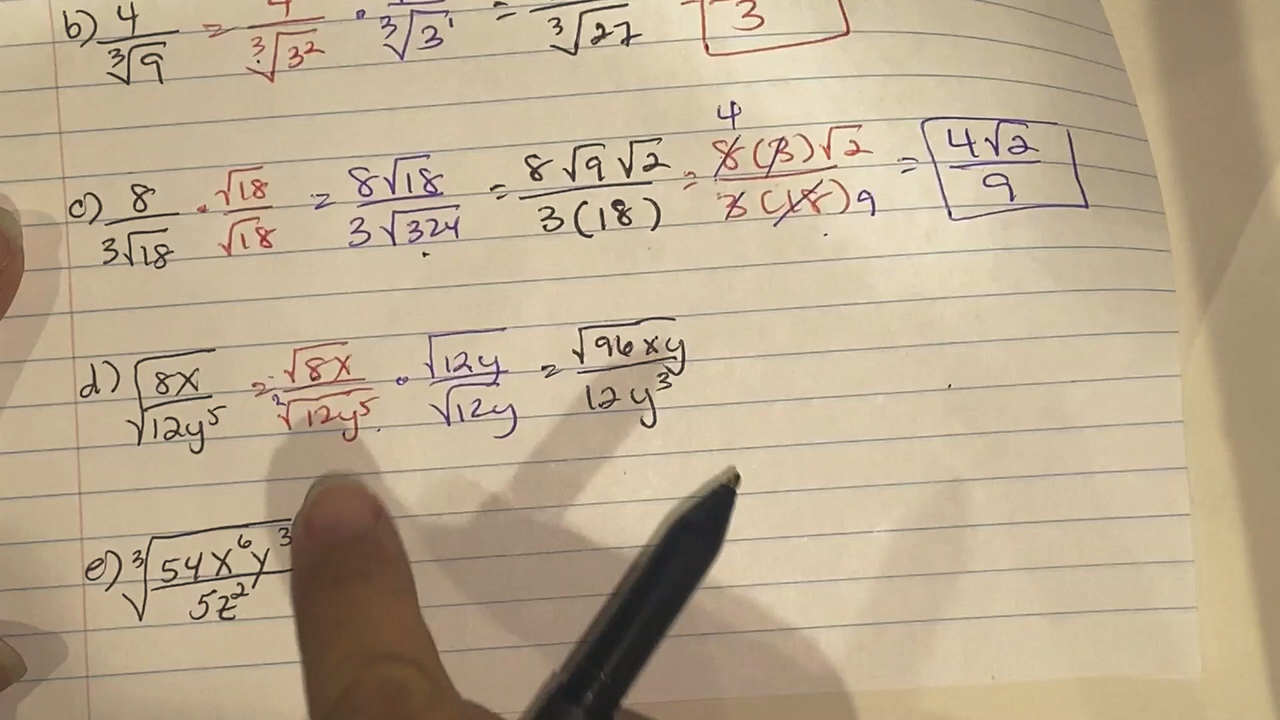 b) 4/∛9 = 4/∛3² · /∛3¹ = /∛27 3
c) 8/3√18 · √18/√18 = 8√18/3√324 = 8√9√2/3(18) = 4 8(3)√2/3(18)9 = 4√2/9
d) √8x/√12y⁵ = √8x/²√12y⁵ · √12y/√12y = √96xy/12y³
e) ∛54x⁶y³/5z²